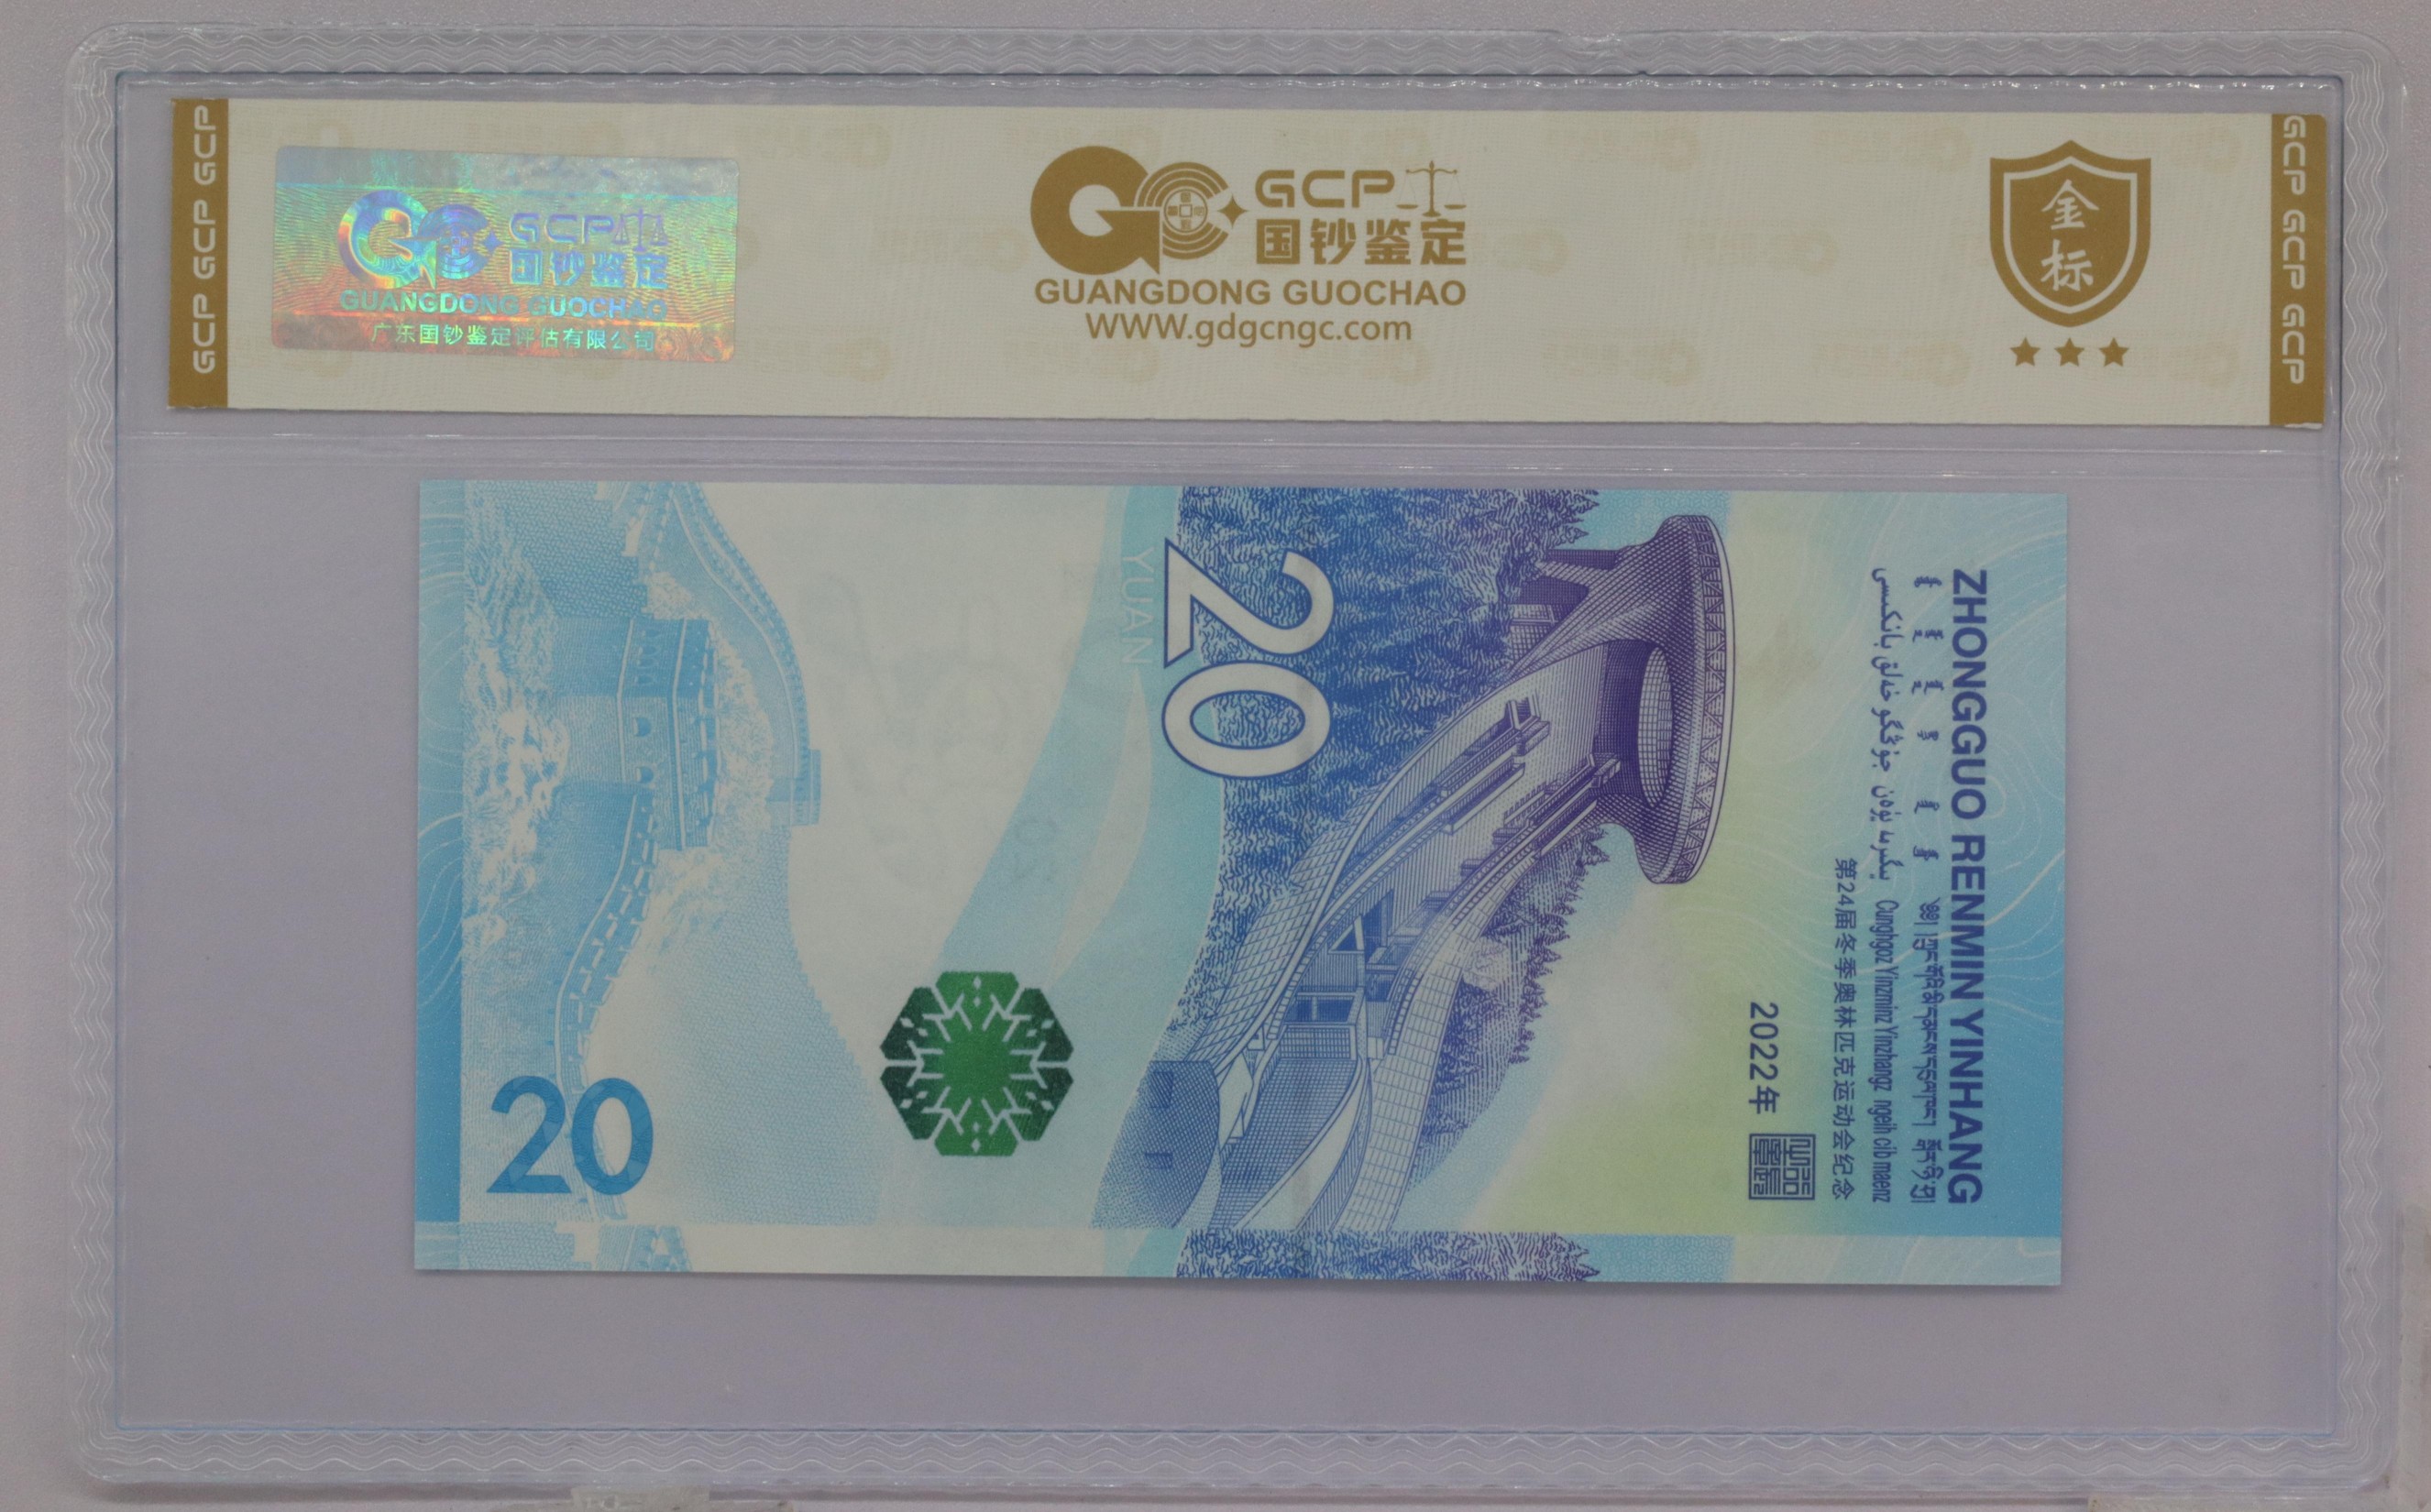 GCP GCP GCP
GCP
国钞鉴定
GUANGDONG GUOCHAO
广东国钞鉴定评估有限公司
GCP
国钞鉴定
GUANGDONG GUOCHAO
WWW.gdgcngc.com
金
标
GCP GCP GCP
ZHONGGUO RENMIN YINHANG
Cunghgoz Yinzminz Yinzhangz ngeih cib maenz
第24届冬季奥林匹克运动会纪念
2022年
20
YUAN
20